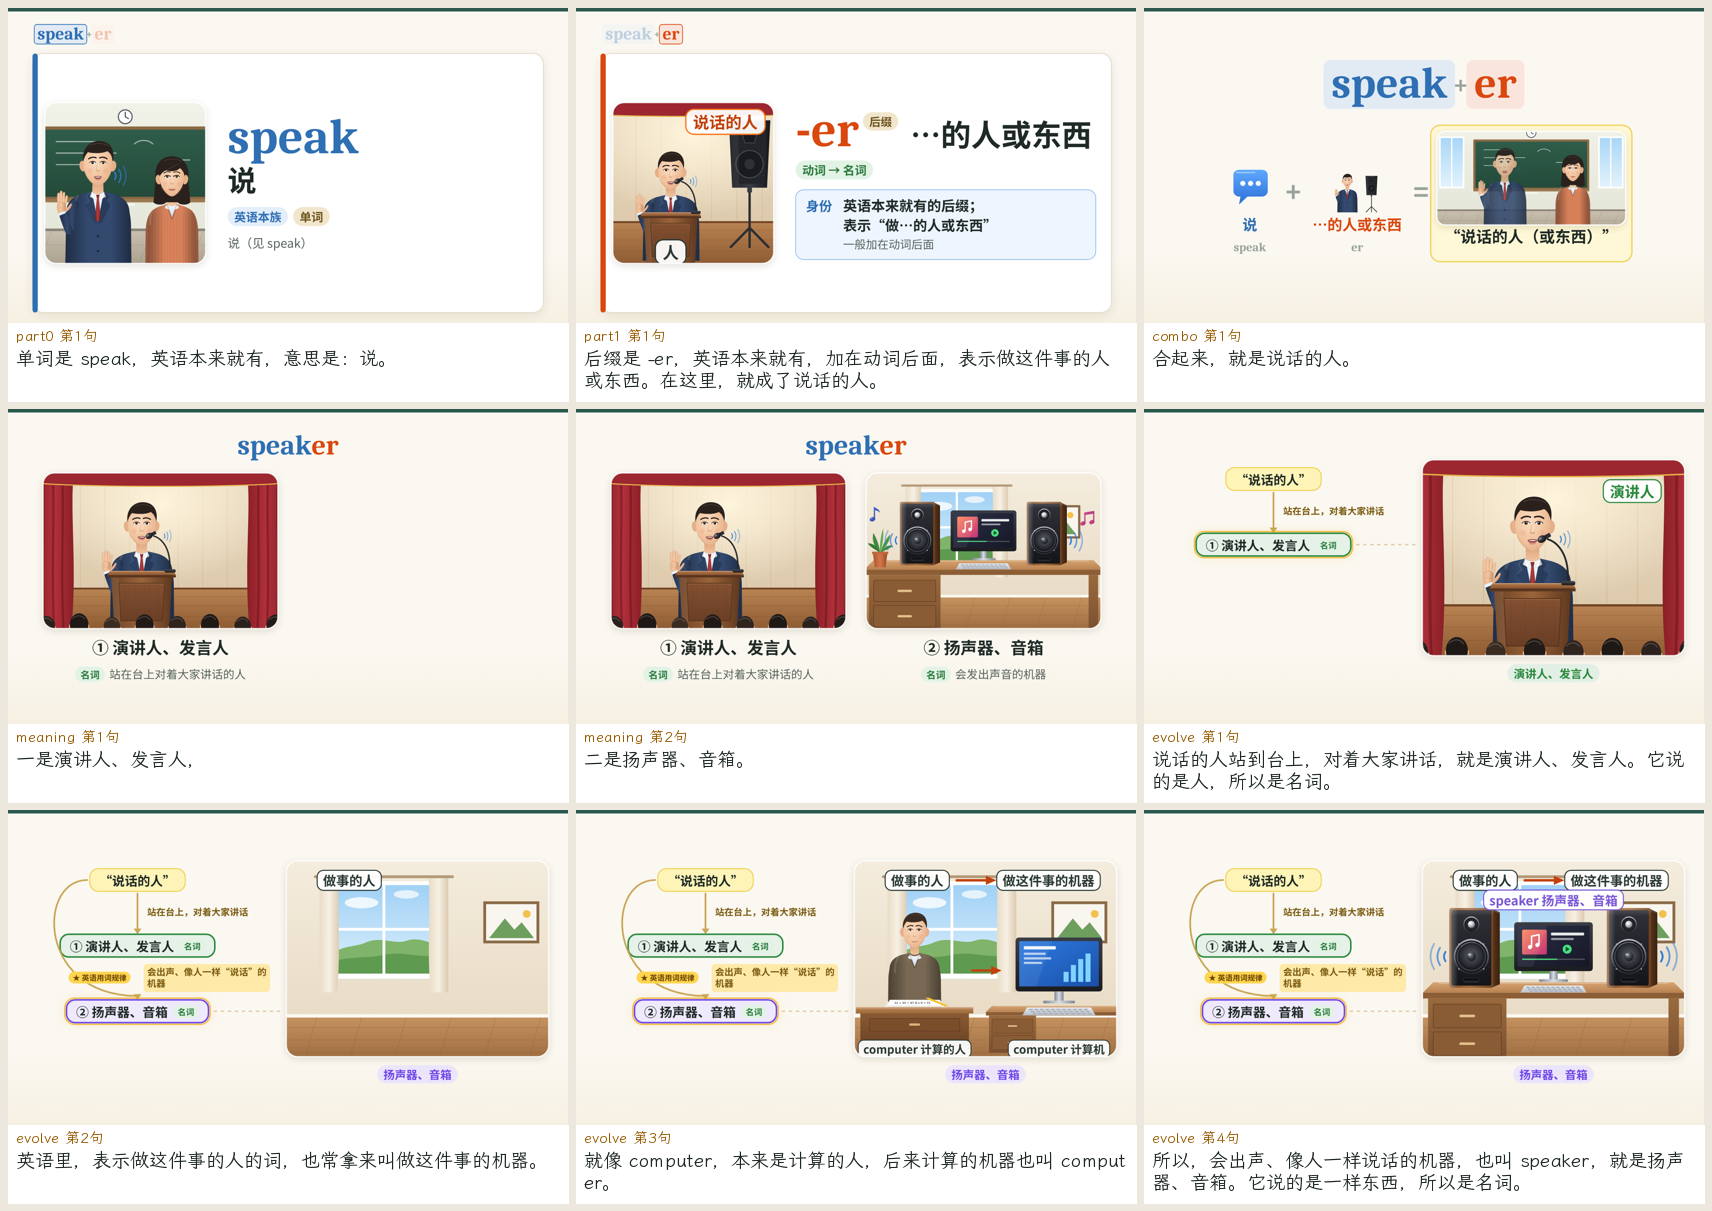 speak+er
speak
说
英语本族 单词
说（见 speak）
part0 第1句
单词是 speak，英语本来就有，意思是：说。
speak+er
说话的人
人
-er 后缀 …的人或东西
动词→名词
身份 英语本来就有的后缀；
表示“做…的人或东西”
一般加在动词后面
part1 第1句
后缀是 -er，英语本来就有，加在动词后面，表示做这件事的人
或东西。在这里，就成了说话的人。
speak+er
+ =
说 …的人或东西
speak er
“说话的人（或东西）”
combo 第1句
合起来，就是说话的人。
speaker
① 演讲人、发言人
名词 站在台上对着大家讲话的人
meaning 第1句
一是演讲人、发言人，
speaker
① 演讲人、发言人
名词 站在台上对着大家讲话的人
② 扬声器、音箱
名词 会发出声音的机器
meaning 第2句
二是扬声器、音箱。
“说话的人”
站在台上，对着大家讲话
① 演讲人、发言人 名词
演讲人
演讲人、发言人
evolve 第1句
说话的人站到台上，对着大家讲话，就是演讲人、发言人。它说
的是人，所以是名词。
“说话的人”
站在台上，对着大家讲话
① 演讲人、发言人 名词
★ 英语用词规律
会出声、像人一样“说话”的
机器
② 扬声器、音箱 名词
做事的人
扬声器、音箱
evolve 第2句
英语里，表示做这件事的人的词，也常拿来叫做这件事的机器。
“说话的人”
站在台上，对着大家讲话
① 演讲人、发言人 名词
★ 英语用词规律
会出声、像人一样“说话”的
机器
② 扬声器、音箱 名词
做事的人 做这件事的机器
computer 计算的人 computer 计算机
扬声器、音箱
evolve 第3句
就像 computer，本来是计算的人，后来计算的机器也叫 comput
er。
“说话的人”
站在台上，对着大家讲话
① 演讲人、发言人 名词
★ 英语用词规律
会出声、像人一样“说话”的
机器
② 扬声器、音箱 名词
做事的人 做这件事的机器
speaker 扬声器、音箱
扬声器、音箱
evolve 第4句
所以，会出声、像人一样说话的机器，也叫 speaker，就是扬声
器、音箱。它说的是一样东西，所以是名词。